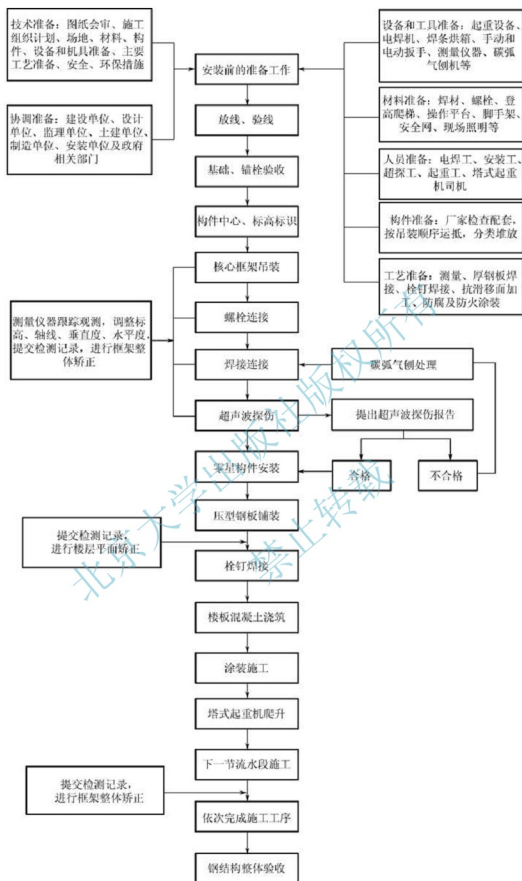 技术准备：图纸会审、施工
组织计划、场地、材料、构
件、设备和机具准备、主要
工艺准备、安全、环保措施
协调准备：建设单位、设计
单位、监理单位、土建单位、
制造单位、安装单位及政府
相关部门
设备和工具准备：起重设备、
电焊机、焊条烘箱、手动和
电动扳手、测量仪器、碳弧
气刨机等
材料准备：焊材、螺栓、登
高爬梯、操作平台、脚手架、
安全网、现场照明等
人员准备：电焊工、安装工、
超探工、起重工、塔式起重
机司机
构件准备：厂家检查配套，
按吊装顺序运抵，分类堆放
工艺准备：测量、厚钢板焊
接、栓钉焊接、抗滑移面加
工、防腐及防火涂装
安装前的准备工作
放线、验线
基础、锚栓验收
构件中心、标高标识
核心框架吊装
螺栓连接
测量仪器跟踪观测，调整标
高、轴线、垂直度、水平度，
提交检测记录，进行框架整
体矫正
焊接连接
碳弧气刨处理
超声波探伤
提出超声波探伤报告
零星构件安装
合格
不合格
压型钢板铺装
提交检测记录，
进行楼层平面矫正
栓钉焊接
楼板混凝土浇筑
涂装施工
塔式起重机爬升
下一节流水段施工
提交检测记录，
进行框架整体矫正
依次完成施工工序
钢结构整体验收
北京大学出版社版权所有
禁止转载